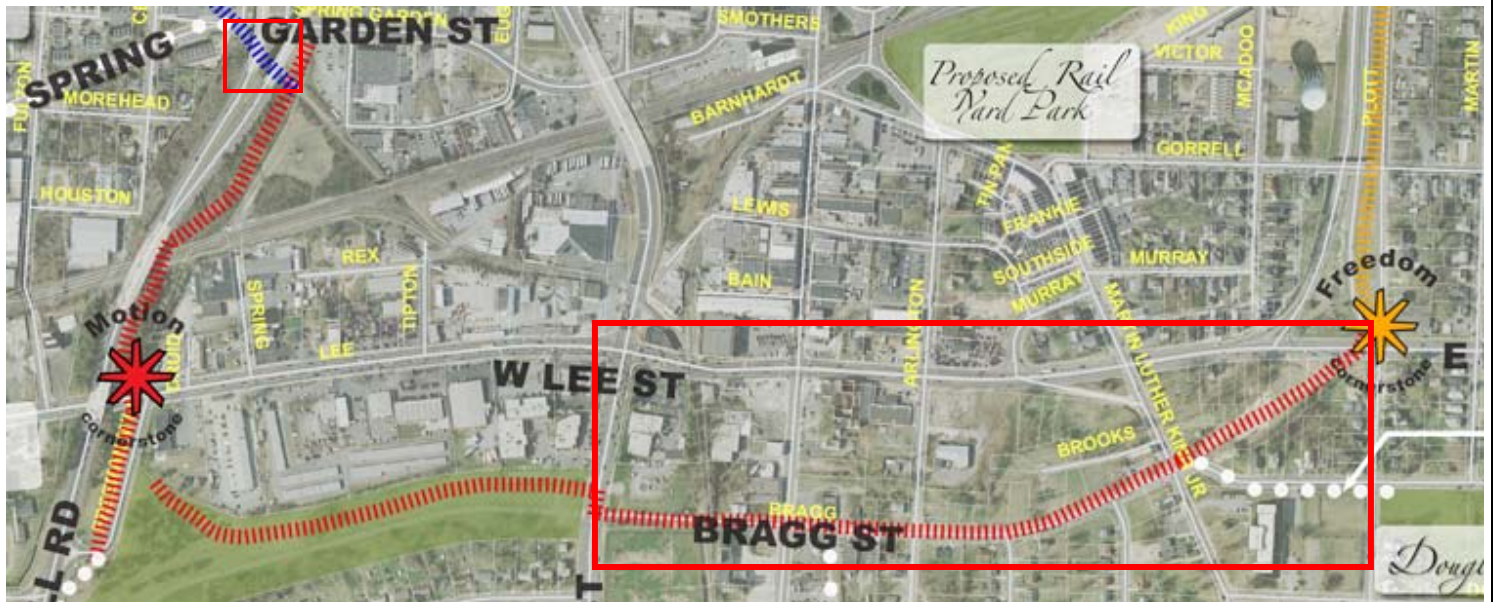 SPRING GARDEN
SMOTHERS
KING
GARDEN ST
SPRING
VICTOR
MCADOO
MARTIN
PLOTT
FULTON
MOREHEAD
BARNHARDT
Proposed Rail
Yard Park
GORRELL
HOUSTON
LEWIS
TIN PAN
FRANKIE
REX
TIPTON
SPRING
BAIN
SOUTHSIDE
MURRAY
MURRAY
Freedom
cornerstone
Motion
cornerstone
LEE
W LEE ST
ARLINGTON
MARTIN LUTHER KING JR
E
BROOKS
BRAGG
BRAGG ST
L RD
T
Dougl